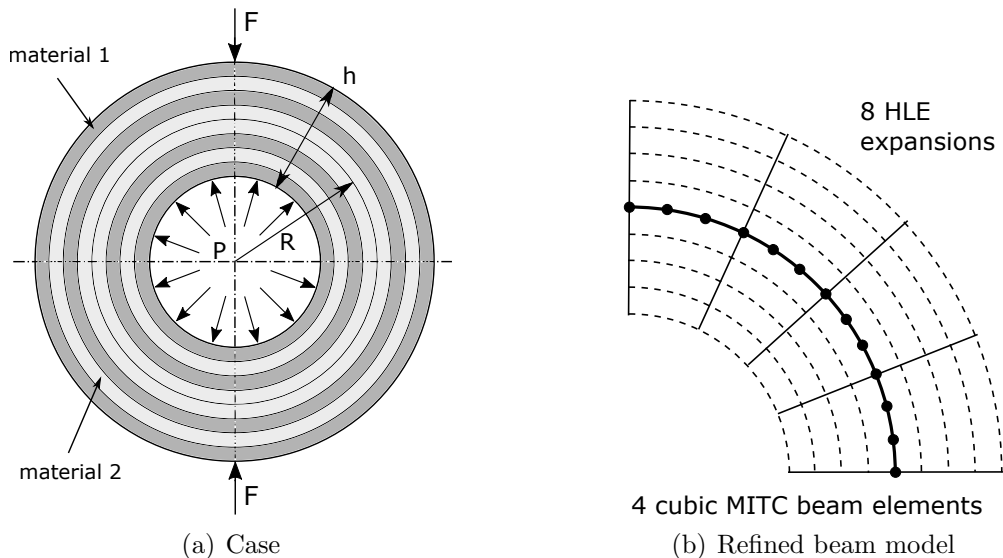 F
material 1
h
P
R
material 2
F
(a) Case
8 HLE
expansions
4 cubic MITC beam elements
(b) Refined beam model